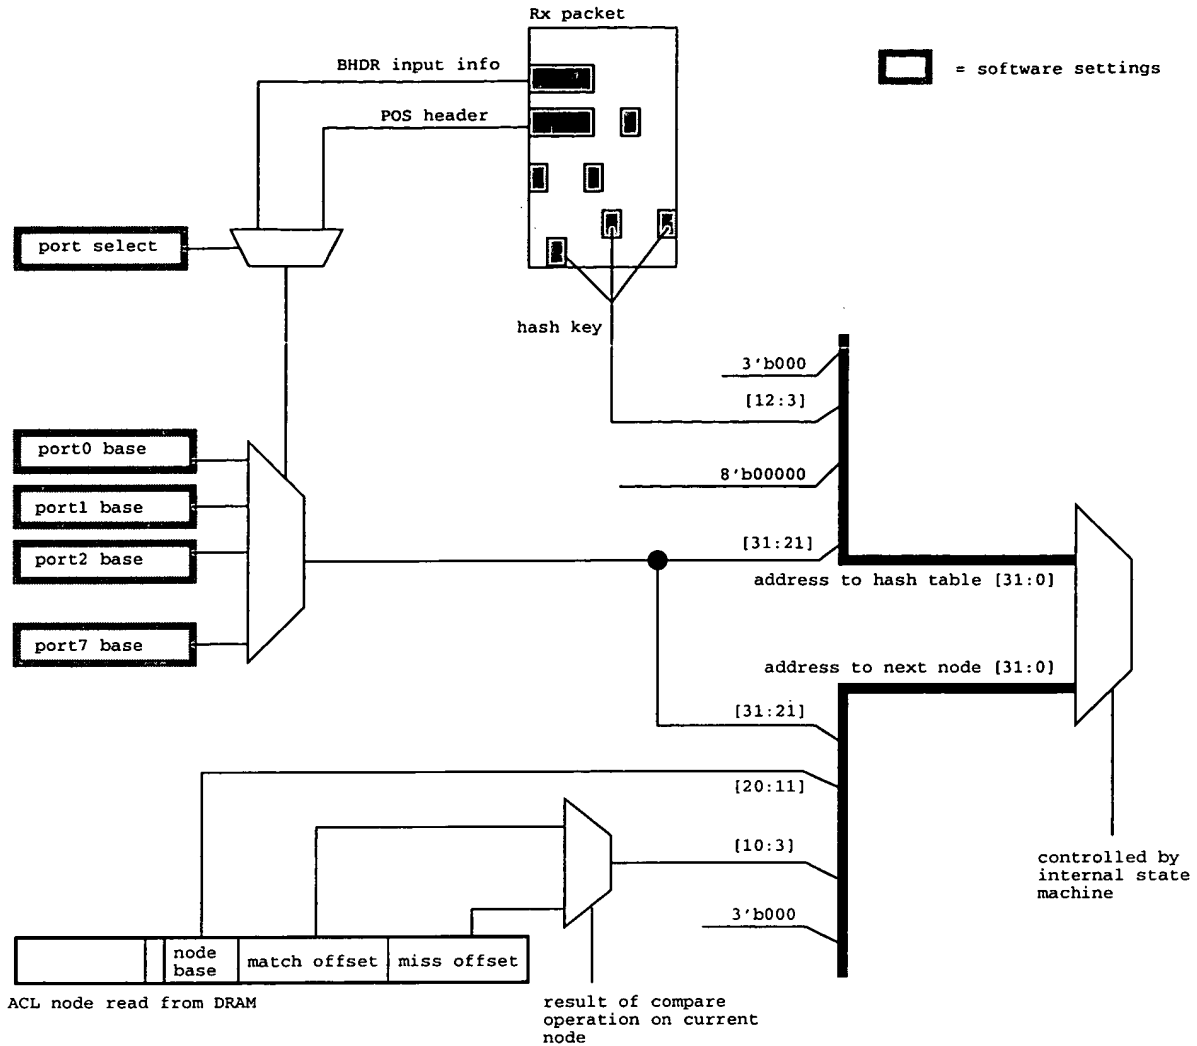 Rx packet
BHDR input info
= software settings
POS header
port select
hash key
3'b000
[12:3]
port0 base
8'b00000
port1 base
[31:21]
port2 base
address to hash table [31:0]
port7 base
address to next node [31:0]
[31:21]
[20:11]
[10:3]
controlled by
internal state
machine
3'b000
node
base
match offset
miss offset
ACL node read from DRAM
result of compare
operation on current
node